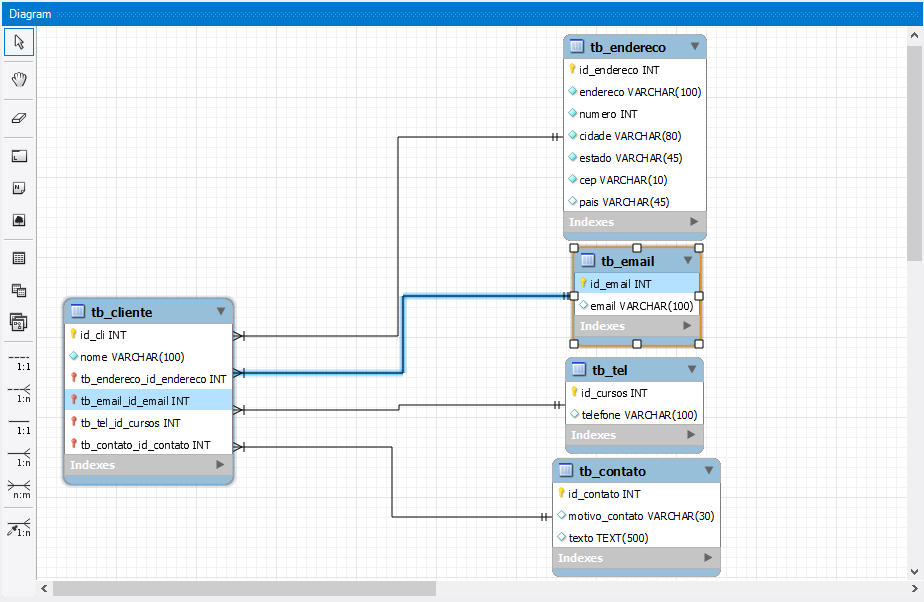 Diagram
tb_endereco
id_endereco INT
endereco VARCHAR(100)
numero INT
cidade VARCHAR(80)
estado VARCHAR(45)
cep VARCHAR(10)
pais VARCHAR(45)
Indexes
tb_email
id_email INT
email VARCHAR(100)
Indexes
tb_cliente
id_cli INT
nome VARCHAR(100)
tb_endereco_id_endereco INT
tb_email_id_email INT
tb_tel_id_cursos INT
tb_contato_id_contato INT
Indexes
tb_tel
id_cursos INT
telefone VARCHAR(100)
Indexes
tb_contato
id_contato INT
motivo_contato VARCHAR(30)
texto TEXT(500)
Indexes
1:1
1:n
1:1
1:n
n:m
1:n